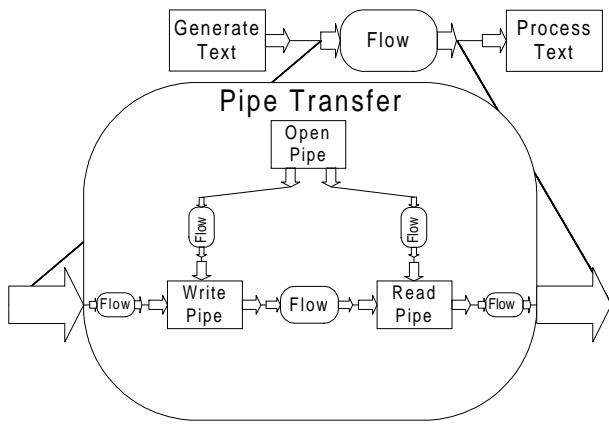 Generate
Text
Flow
Process
Text
Pipe Transfer
Open
Pipe
Flow
Flow
Flow
Write
Pipe
Flow
Read
Pipe
Flow